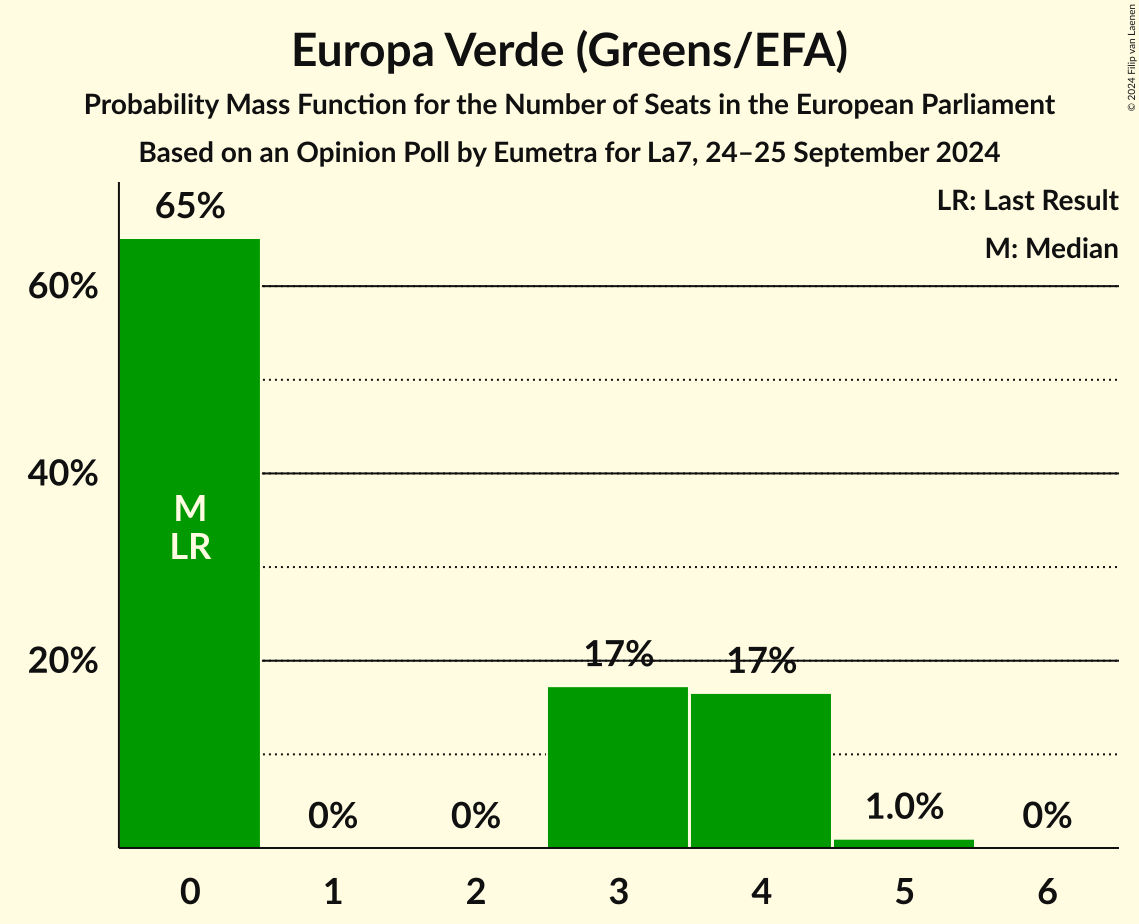 Europa Verde (Greens/EFA)
Probability Mass Function for the Number of Seats in the European Parliament
Based on an Opinion Poll by Eumetra for La7, 24–25 September 2024
© 2024 Filip van Laenen
LR: Last Result
M: Median
65%
60%
40%
20%
M
LR
0%
0%
17%
17%
1.0%
0%
0
1
2
3
4
5
6